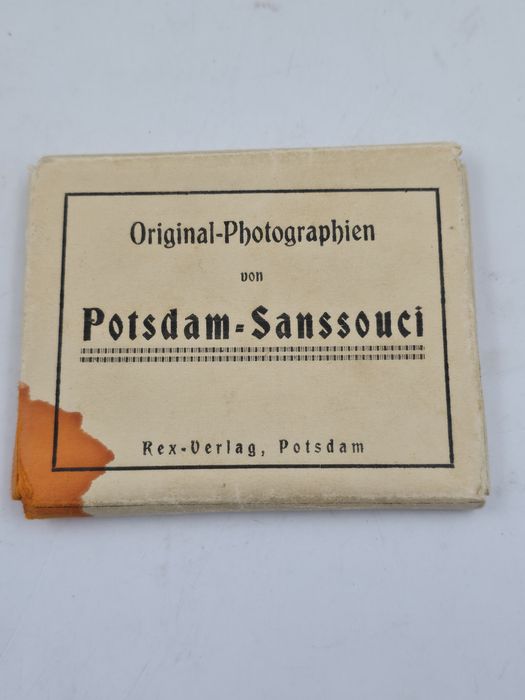 Original-Photographien
von
Potsdam-Sanssouci
Rex-Verlag, Potsdam